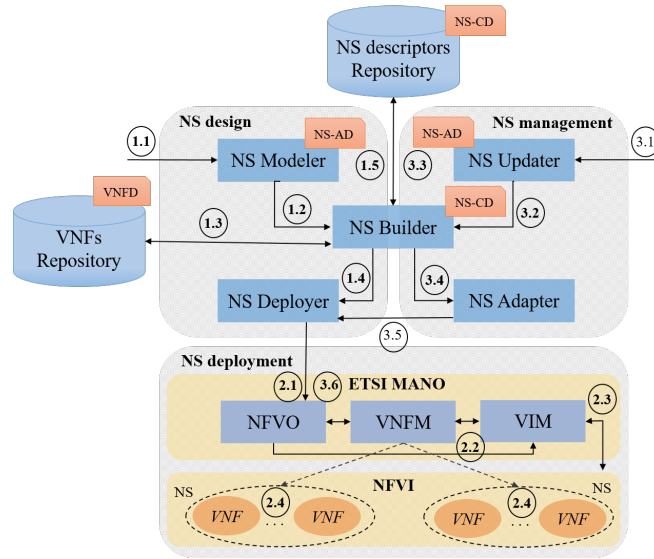 NS-CD
NS descriptors
Repository
NS design
NS management
NS-AD
NS-AD
1.1
NS Modeler
1.5
3.3
NS Updater
3.1
VNFD
1.2
NS-CD
3.2
1.3
NS Builder
VNFs
Repository
1.4
3.4
NS Deployer
NS Adapter
3.5
NS deployment
2.1
3.6
ETSI MANO
2.3
NFVO
VNFM
VIM
2.2
NS
NFVI
NS
2.4
2.4
VNF
...
VNF
VNF
...
VNF